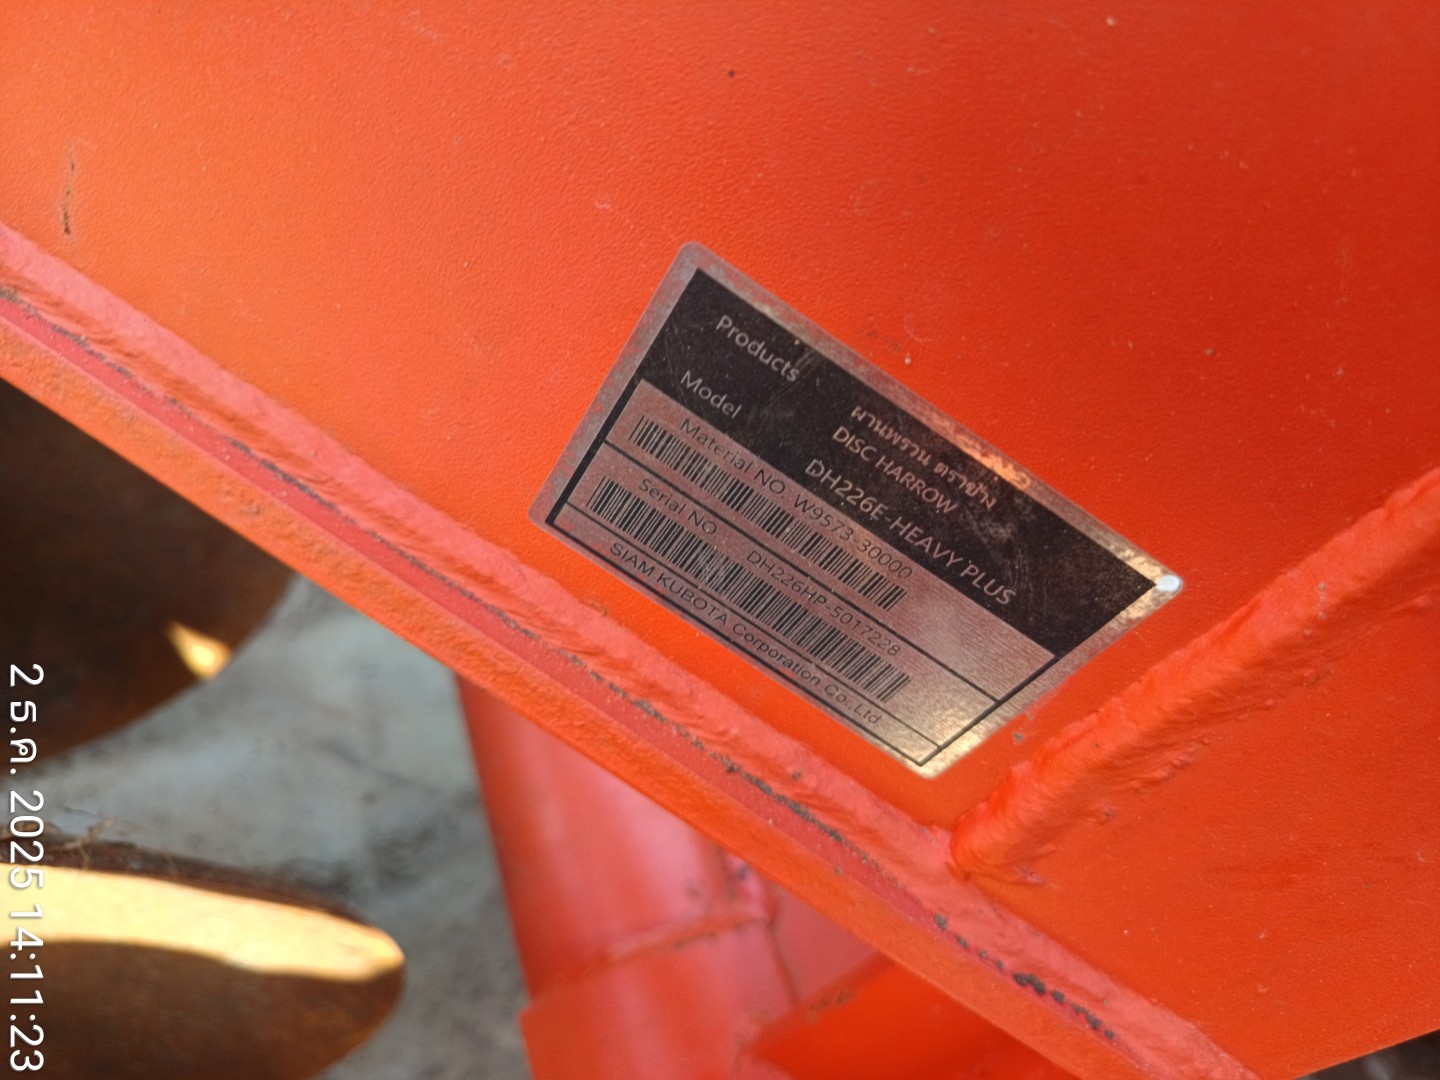 Products ผานพรวน ตราช้าง
DISC HARROW
Model DH226E-HEAVY PLUS
Material NO. W9573-30000
Serial NO. DH226HP-5017228
SIAM KUBOTA Corporation Co.,Ltd.
2 ธ.ค. 2025 14:11:23